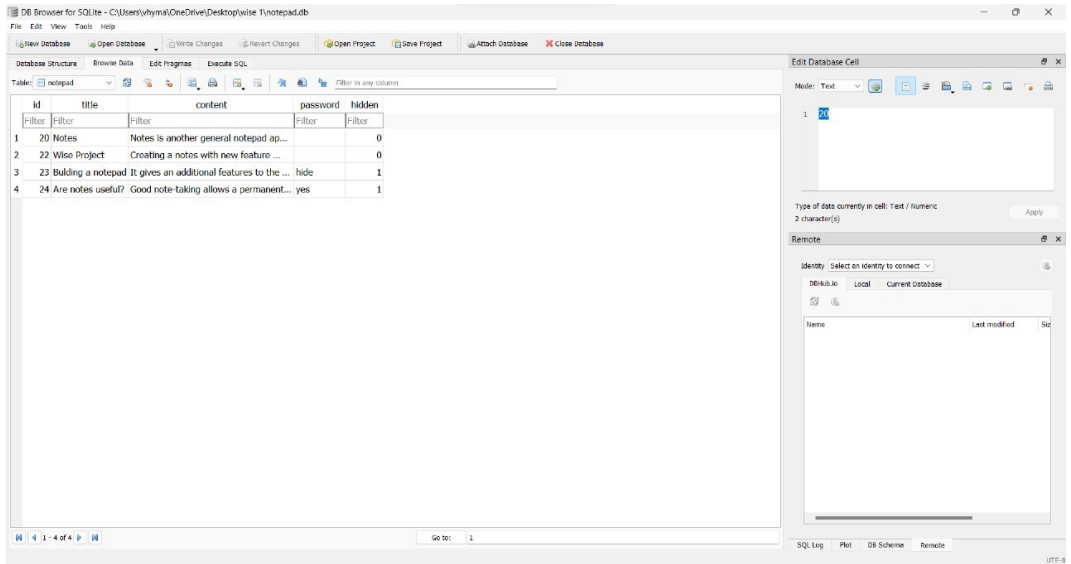 DB Browser for SQLite - C:\Users\vhyma\OneDrive\Desktop\wise 1\notepad.db
File Edit View Tools Help
New Database Open Database Write Changes Revert Changes Open Project Save Project Attach Database Close Database
Database Structure Browse Data Edit Pragmas Execute SQL
Table: notepad Filter in any column
id title content password hidden
Filter Filter Filter Filter Filter
1 20 Notes Notes is another general notepad ap... 0
2 22 Wise Project Creating a notes with new feature ... 0
3 23 Bulding a notepad It gives an additional features to the ... hide 1
4 24 Are notes useful? Good note-taking allows a permanent... yes 1
1 - 4 of 4 Go to: 1
Edit Database Cell
Mode: Text
1 20
Type of data currently in cell: Text / Numeric
2 character(s)
Apply
Remote
Identity Select an identity to connect
DBHub.io Local Current Database
Name Last modified Siz
SQL Log Plot DB Schema Remote
UTF-8